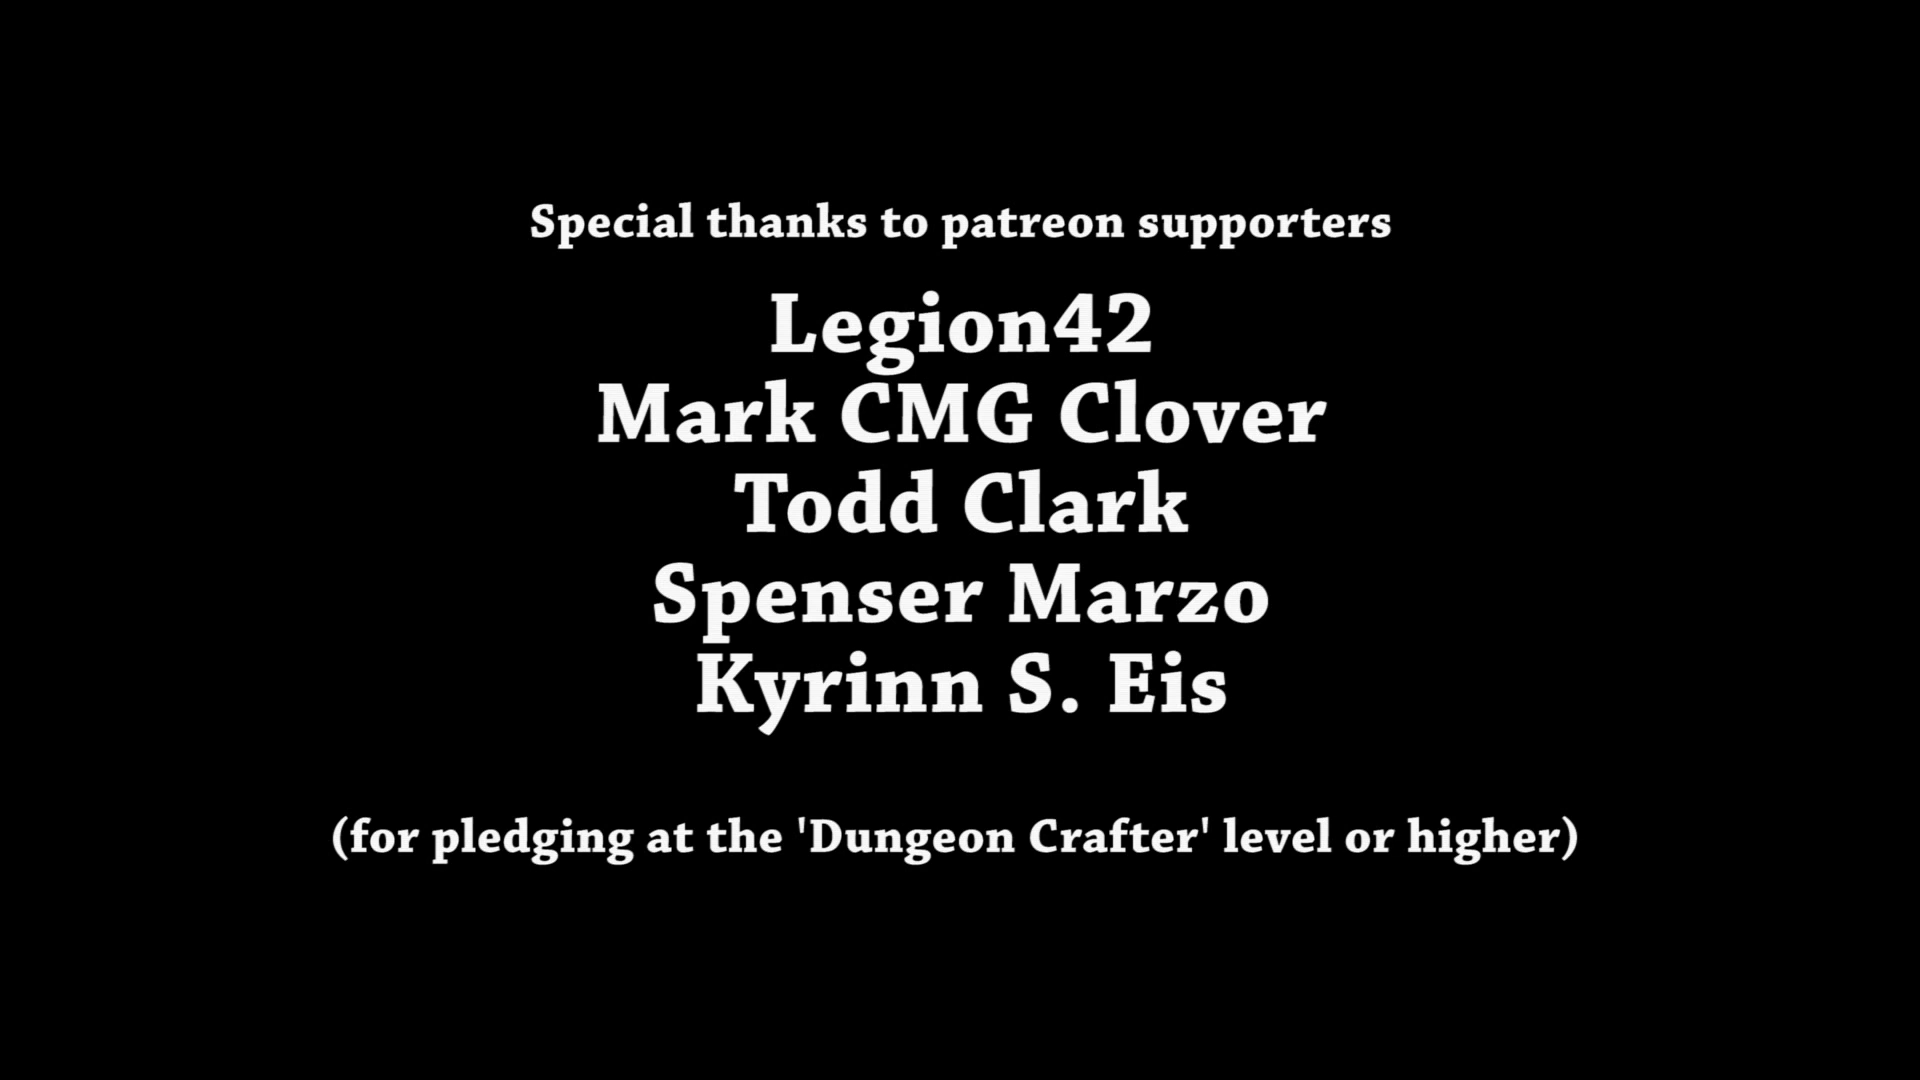 Special thanks to patreon supporters
Legion42
Mark CMG Clover
Todd Clark
Spenser Marzo
Kyrinn S. Eis
(for pledging at the 'Dungeon Crafter' level or higher)